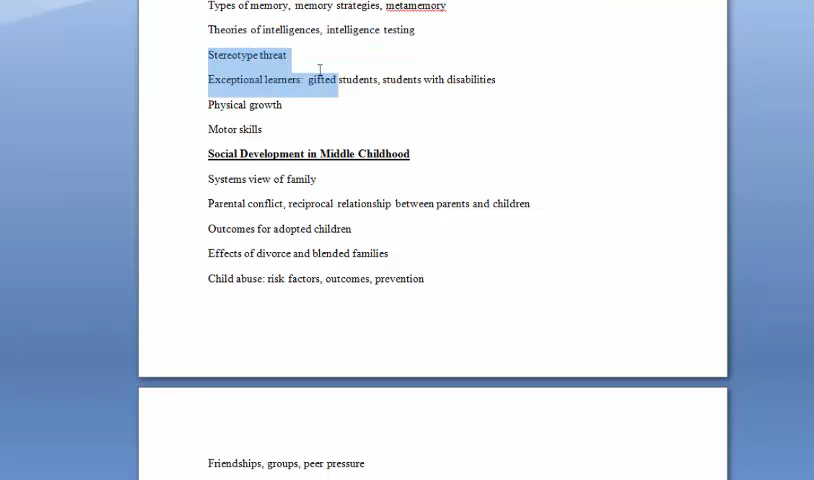 Types of memory, memory strategies, metamemory
Theories of intelligences, intelligence testing
Stereotype threat
Exceptional learners:  gifted students, students with disabilities
Physical growth
Motor skills
Social Development in Middle Childhood
Systems view of family
Parental conflict, reciprocal relationship between parents and children
Outcomes for adopted children
Effects of divorce and blended families
Child abuse: risk factors, outcomes, prevention
Friendships, groups, peer pressure